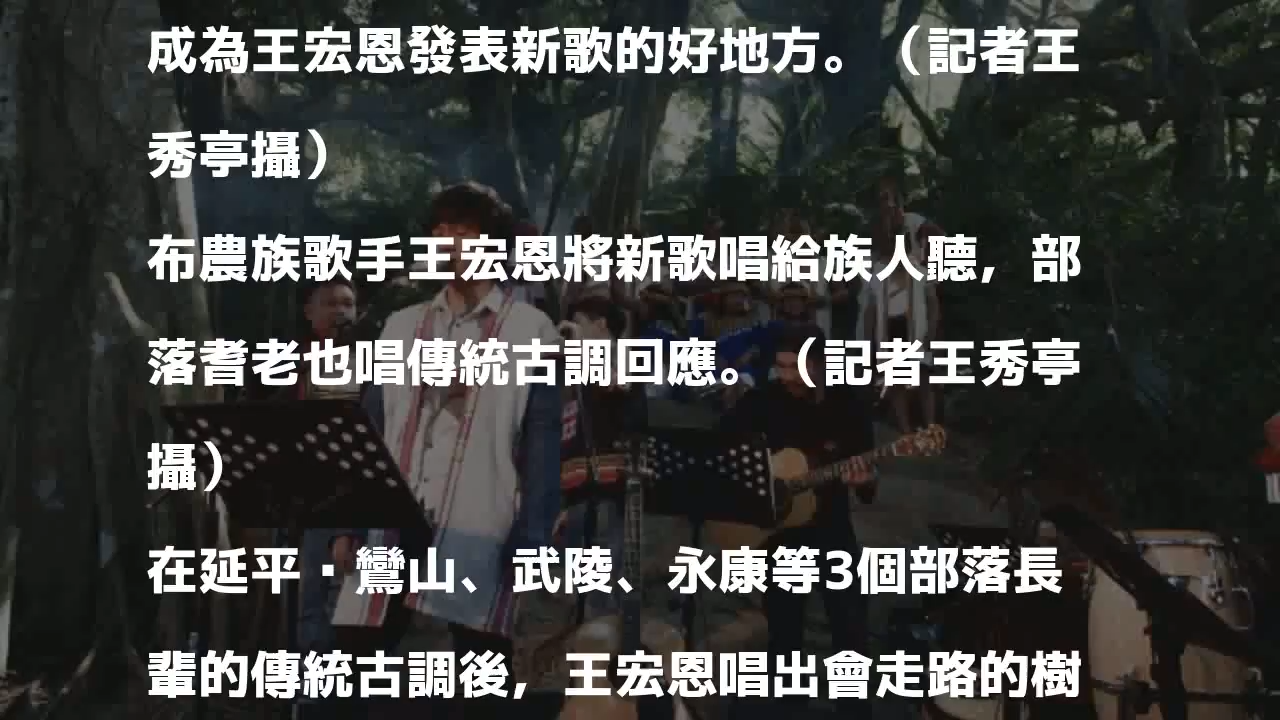 成為王宏恩發表新歌的好地方。（記者王
秀亭攝）
布農族歌手王宏恩將新歌唱給族人聽，部
落耆老也唱傳統古調回應。（記者王秀亭
攝）
在延平‧鸞山、武陵、永康等3個部落長
輩的傳統古調後，王宏恩唱出會走路的樹